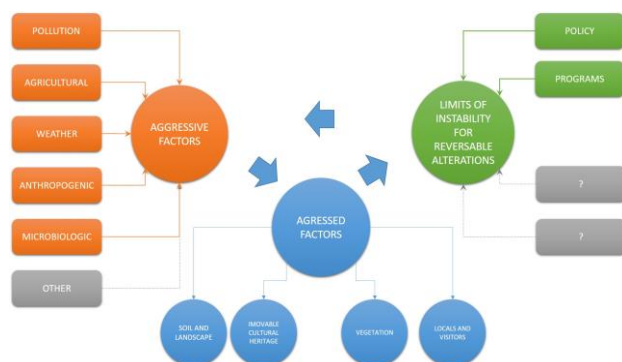 POLLUTION
AGRICULTURAL
WEATHER
ANTHROPOGENIC
MICROBIOLOGIC
OTHER
AGGRESSIVE
FACTORS
LIMITS OF
INSTABILITY
FOR
REVERSABLE
ALTERATIONS
POLICY
PROGRAMS
?
?
AGRESSED
FACTORS
SOIL AND
LANDSCAPE
IMOVABLE
CULTURAL
HERITAGE
VEGETATION
LOCALS AND
VISITORS